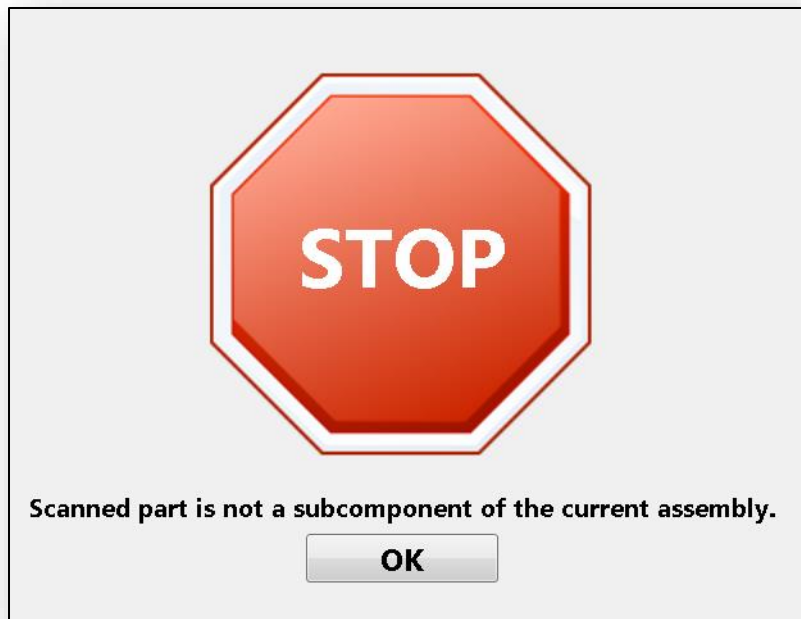 STOP
Scanned part is not a subcomponent of the current assembly.
OK